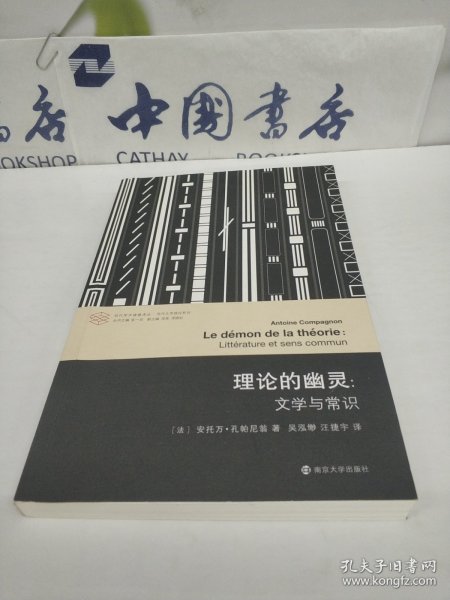 店
中国书店
OOKSHOP
CATHAY BOOKSHOP
Antoine Compagnon
Le démon de la théorie:
Littérature et sens commun
理论的幽灵:
文学与常识
[法] 安托万·孔帕尼翁 著 吴泓缈 汪捷宇 译
南京大学出版社
孔夫子旧书网
www.kongfz.com